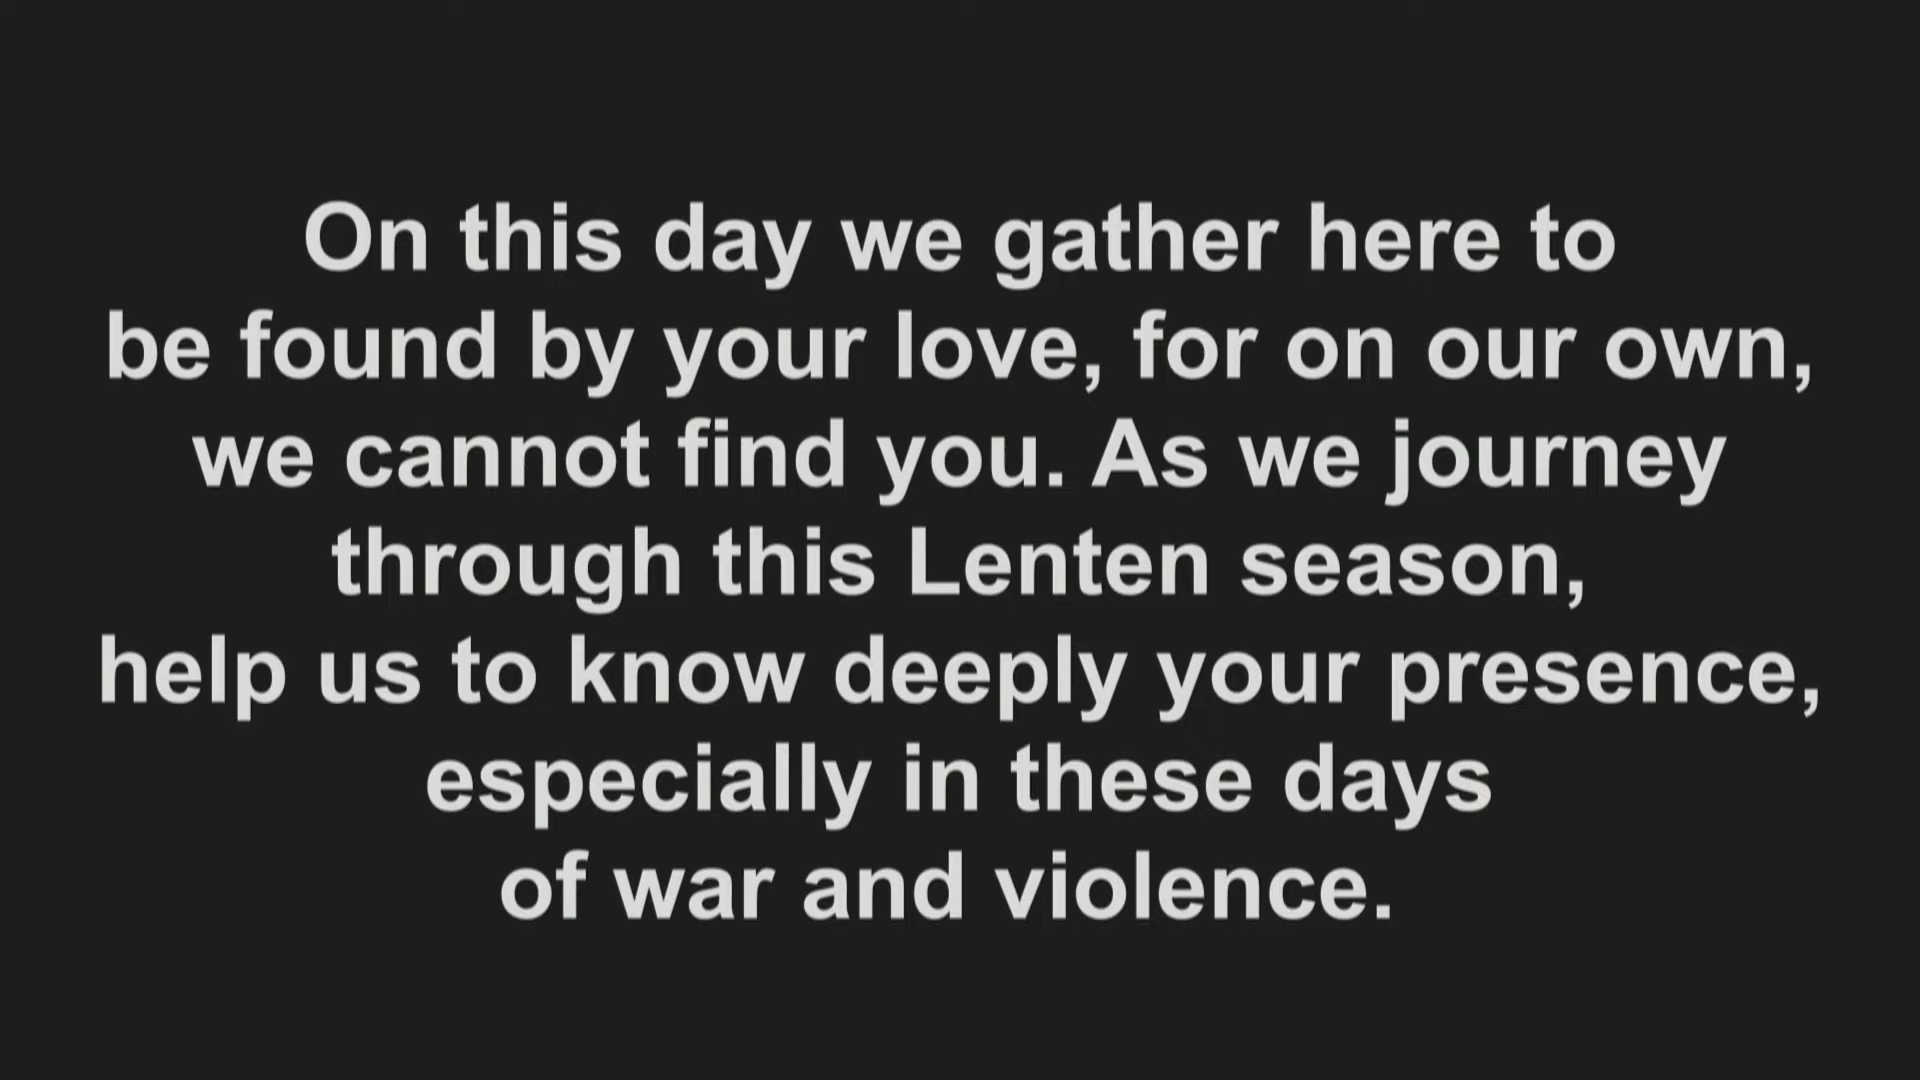 On this day we gather here to
be found by your love, for on our own,
we cannot find you. As we journey
through this Lenten season,
help us to know deeply your presence,
especially in these days
of war and violence.